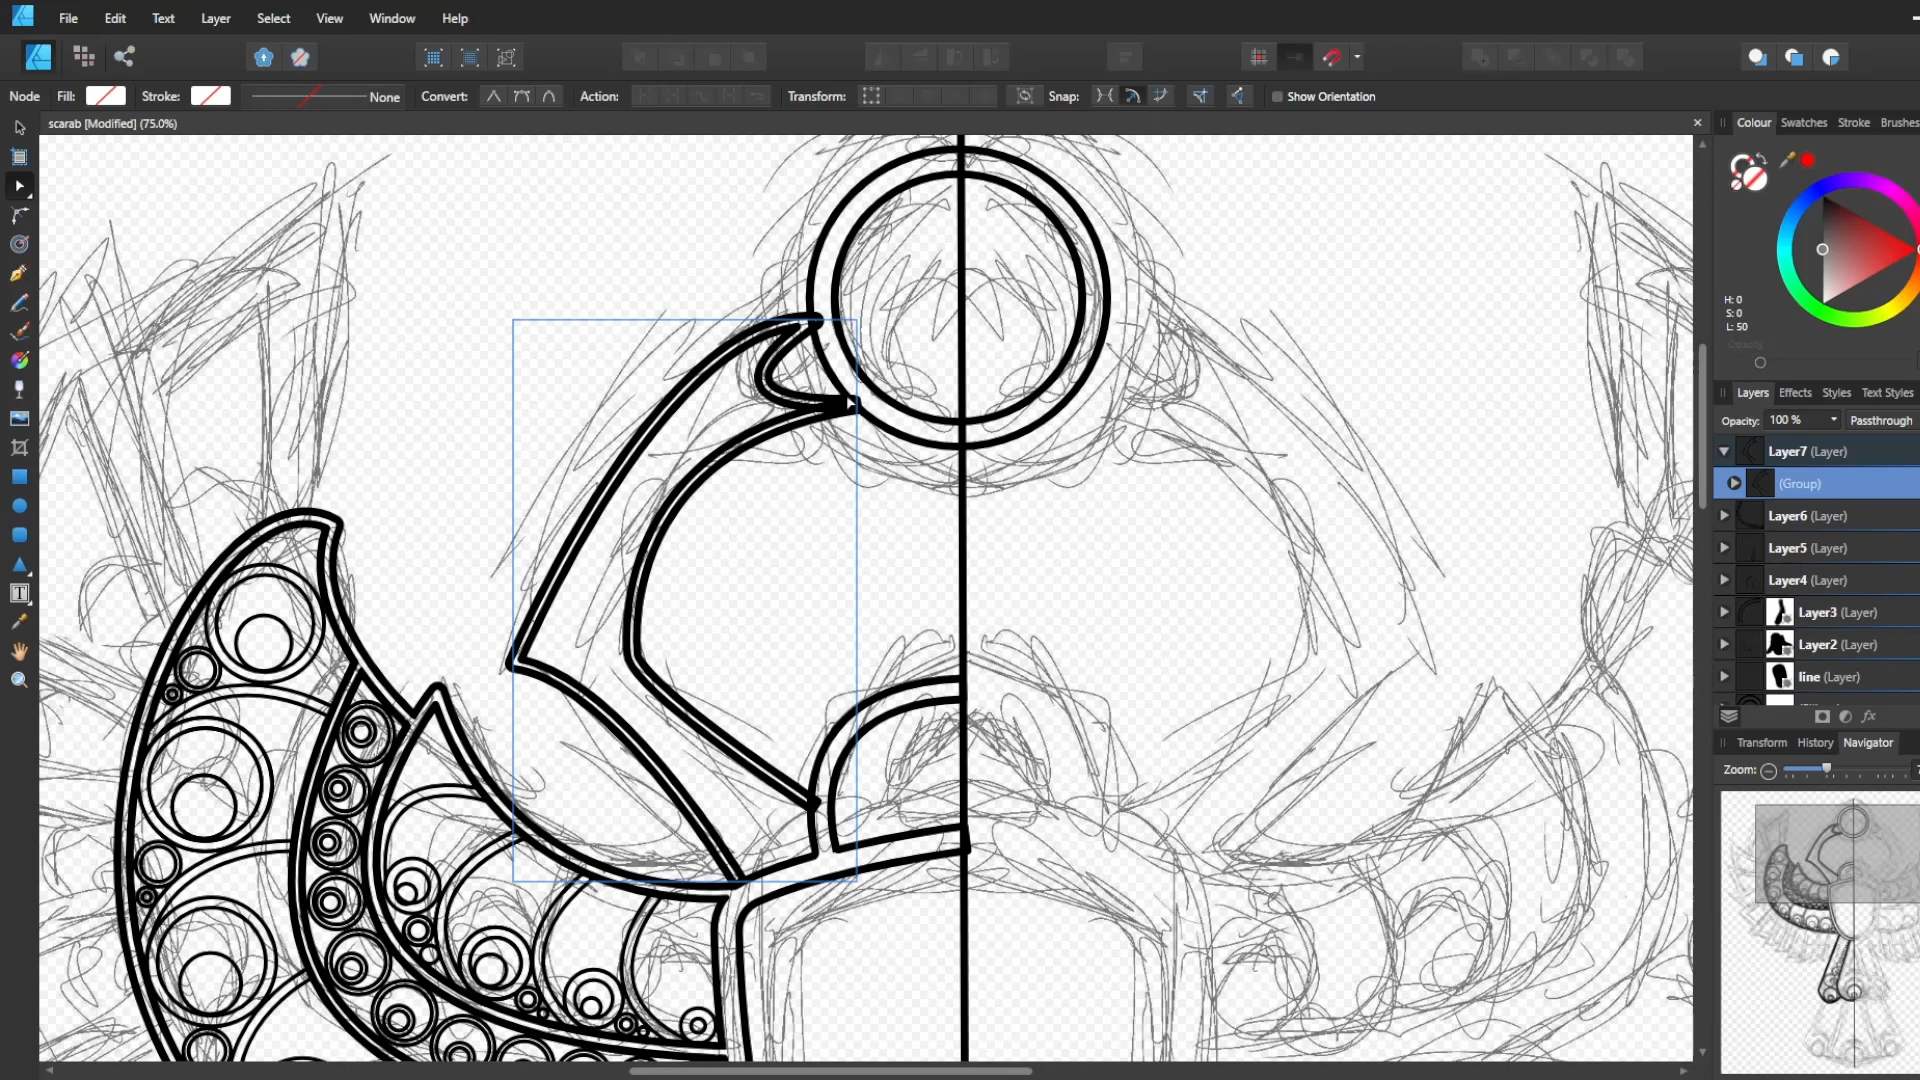 File Edit Text Layer Select View Window Help
Node Fill: Stroke: None Convert: Action: Transform: Snap: Show Orientation
scarab [Modified] (75.0%)
Colour Swatches Stroke Brushes
H: 0
S: 0
L: 50
Opacity
Layers Effects Styles Text Styles
Opacity: 100 % Passthrough
Layer7 (Layer)
(Group)
Layer6 (Layer)
Layer5 (Layer)
Layer4 (Layer)
Layer3 (Layer)
Layer2 (Layer)
line (Layer)
Transform History Navigator
Zoom: